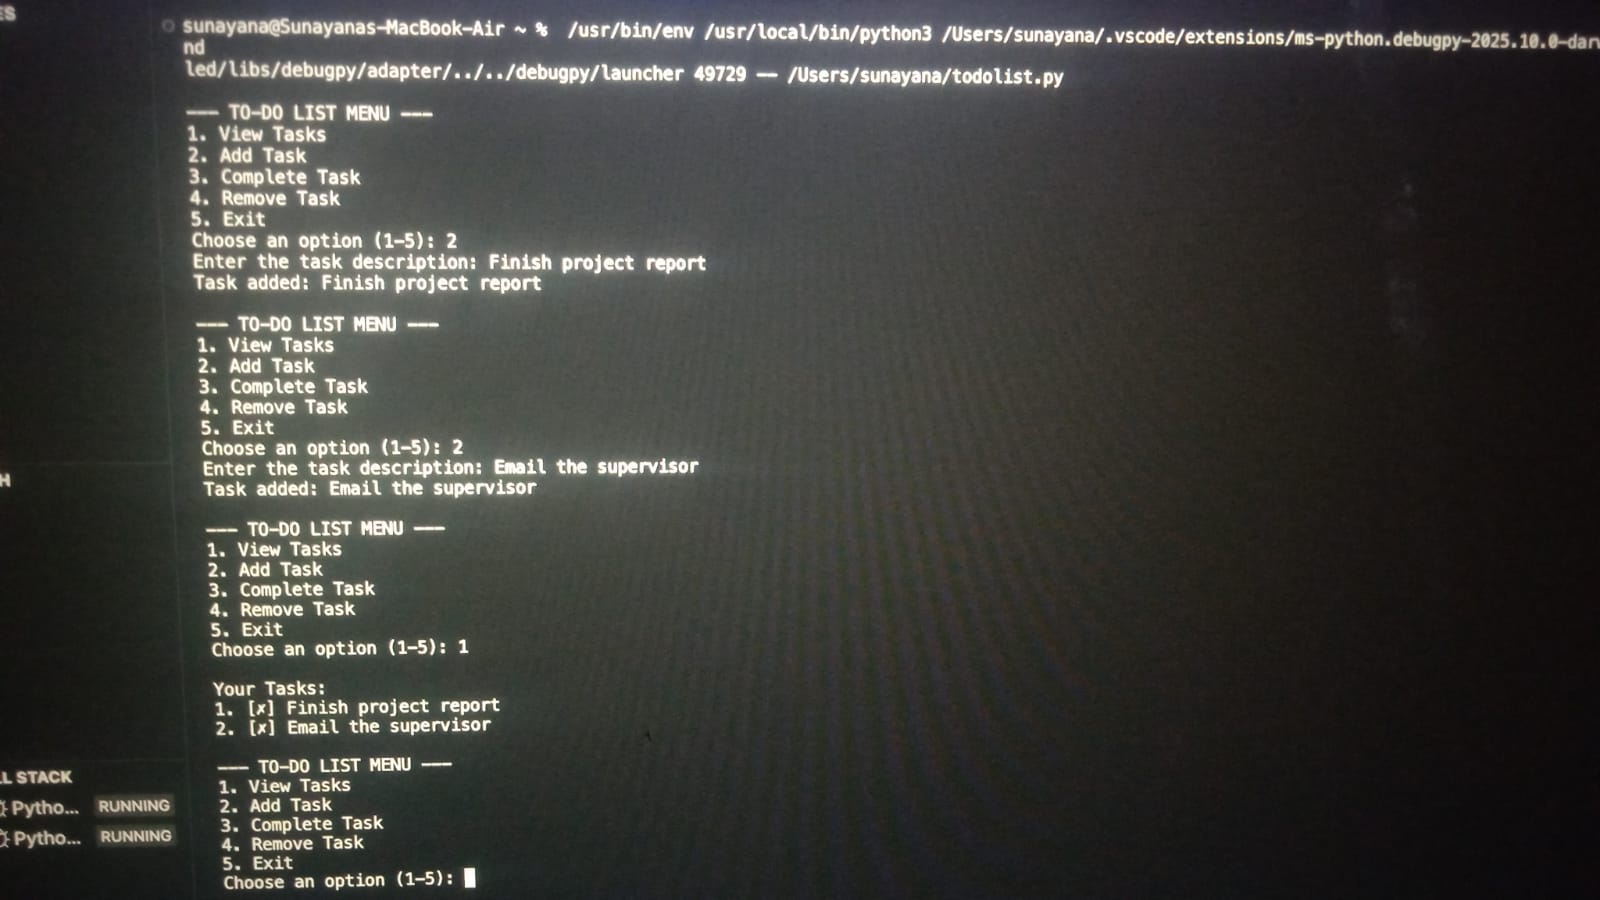 sunayana@Sunayanas-MacBook-Air ~ % /usr/bin/env /usr/local/bin/python3 /Users/sunayana/.vscode/extensions/ms-python.debugpy-2025.10.0-darw
nd
led/libs/debugpy/adapter/../../debugpy/launcher 49729 -- /Users/sunayana/todolist.py
--- TO-DO LIST MENU ---
1. View Tasks
2. Add Task
3. Complete Task
4. Remove Task
5. Exit
Choose an option (1-5): 2
Enter the task description: Finish project report
Task added: Finish project report
--- TO-DO LIST MENU ---
1. View Tasks
2. Add Task
3. Complete Task
4. Remove Task
5. Exit
Choose an option (1-5): 2
Enter the task description: Email the supervisor
Task added: Email the supervisor
--- TO-DO LIST MENU ---
1. View Tasks
2. Add Task
3. Complete Task
4. Remove Task
5. Exit
Choose an option (1-5): 1
Your Tasks:
1. [✗] Finish project report
2. [✗] Email the supervisor
--- TO-DO LIST MENU ---
1. View Tasks
2. Add Task
3. Complete Task
4. Remove Task
5. Exit
Choose an option (1-5):
ES
H
LL STACK
Pytho... RUNNING
Pytho... RUNNING